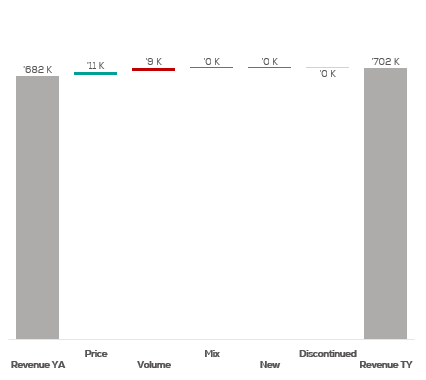 '682 K
'11 K
'9 K
'0 K
'0 K
'0 K
'702 K
Revenue YA
Price
Volume
Mix
New
Discontinued
Revenue TY